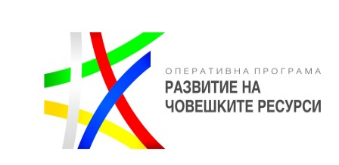 ОПЕРАТИВНА ПРОГРАМА
РАЗВИТИЕ НА
ЧОВЕШКИТЕ РЕСУРСИ